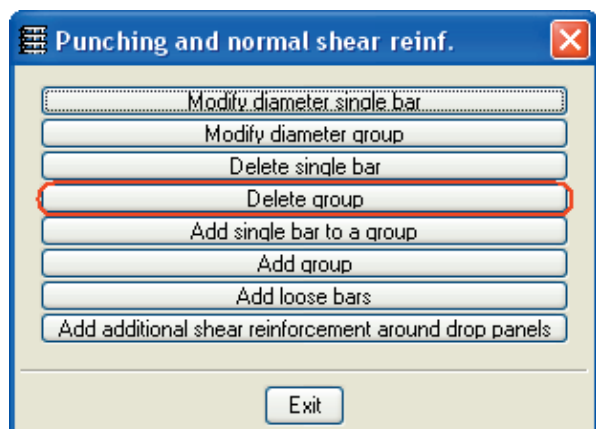 Punching and normal shear reinf.
Modify diameter single bar
Modify diameter group
Delete single bar
Delete group
Add single bar to a group
Add group
Add loose bars
Add additional shear reinforcement around drop panels
Exit